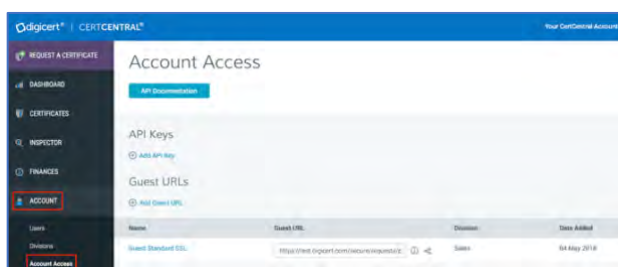 digicert® | CERTCENTRAL®
Your CertCentral Account
REQUEST A CERTIFICATE
DASHBOARD
CERTIFICATES
INSPECTOR
FINANCES
ACCOUNT
Users
Divisions
Account Access
Account Access
API Documentation
API Keys
Add API Key
Guest URLs
Add Guest URL
Name Guest URL Division Date Added
Guest Standard SSL Sales 04 May 2018